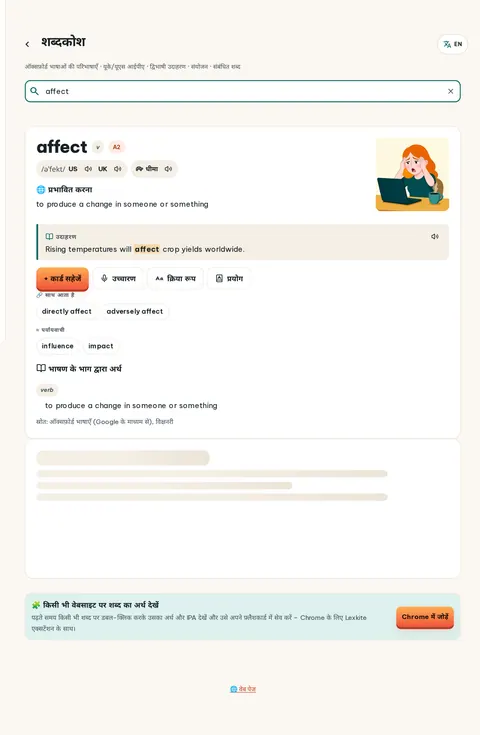 शब्दकोश
EN
ऑक्सफ़ोर्ड भाषाओं की परिभाषाएँ · यूके/यूएस आईपीए · द्विभाषी उदाहरण · संयोजन · संबंधित शब्द
affect
affect v A2
/əˈfekt/ US UK धीमा
प्रभावित करना
to produce a change in someone or something
उदाहरण
Rising temperatures will affect crop yields worldwide.
+ कार्ड सहेजें उच्चारण Aa क्रिया रूप प्रयोग
साथ आता है
directly affect adversely affect
≈ पर्यायवाची
influence impact
भाषण के भाग द्वारा अर्थ
verb
to produce a change in someone or something
स्रोत: ऑक्सफ़ोर्ड भाषाएँ (Google के माध्यम से), विक्षनरी
किसी भी वेबसाइट पर शब्द का अर्थ देखें
पढ़ते समय किसी भी शब्द पर डबल-क्लिक करके उसका अर्थ और IPA देखें और उसे अपने फ़्लैशकार्ड में सेव करें – Chrome के लिए Lexkite
एक्सटेंशन के साथ।
Chrome में जोड़ें
वेब पेज